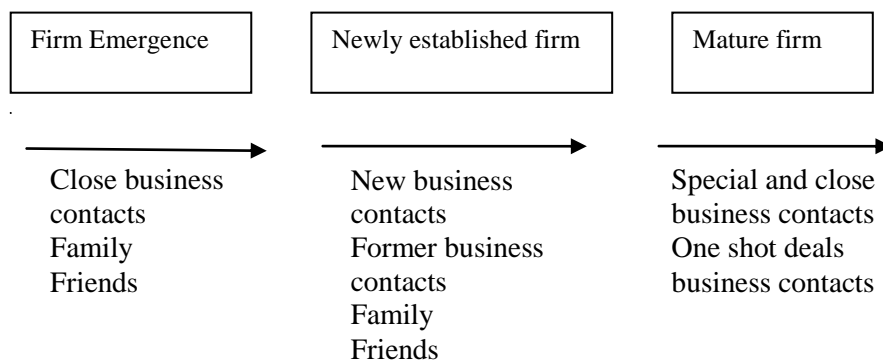 Firm Emergence
Newly established firm
Mature firm
.
Close business
contacts
Family
Friends
New business
contacts
Former business
contacts
Family
Friends
Special and close
business contacts
One shot deals
business contacts